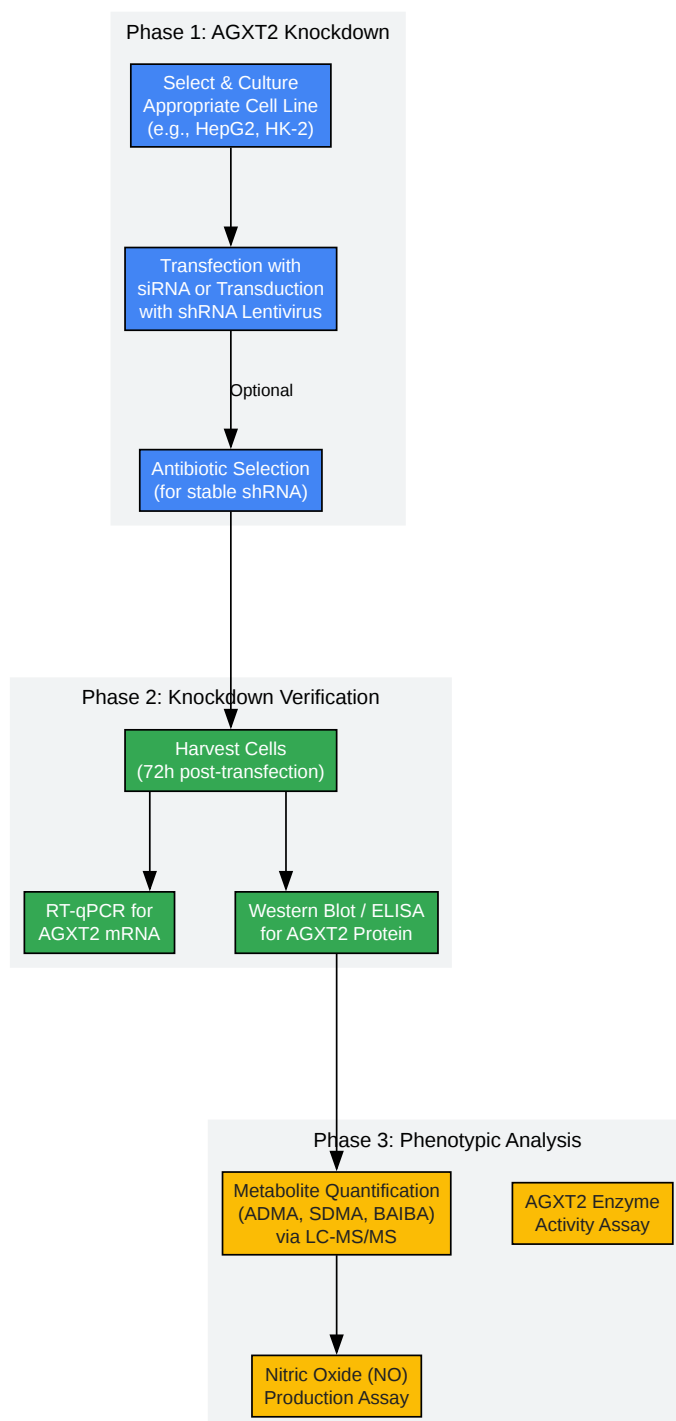 Phase 1: AGXT2 Knockdown
Select & Culture
Appropriate Cell Line
(e.g., HepG2, HK-2)
Transfection with
siRNA or Transduction
with shRNA Lentivirus
Optional
Antibiotic Selection
(for stable shRNA)
Phase 2: Knockdown Verification
Harvest Cells
(72h post-transfection)
RT-qPCR for
AGXT2 mRNA
Western Blot / ELISA
for AGXT2 Protein
Phase 3: Phenotypic Analysis
Metabolite Quantification
(ADMA, SDMA, BAIBA)
via LC-MS/MS
AGXT2 Enzyme
Activity Assay
Nitric Oxide (NO)
Production Assay